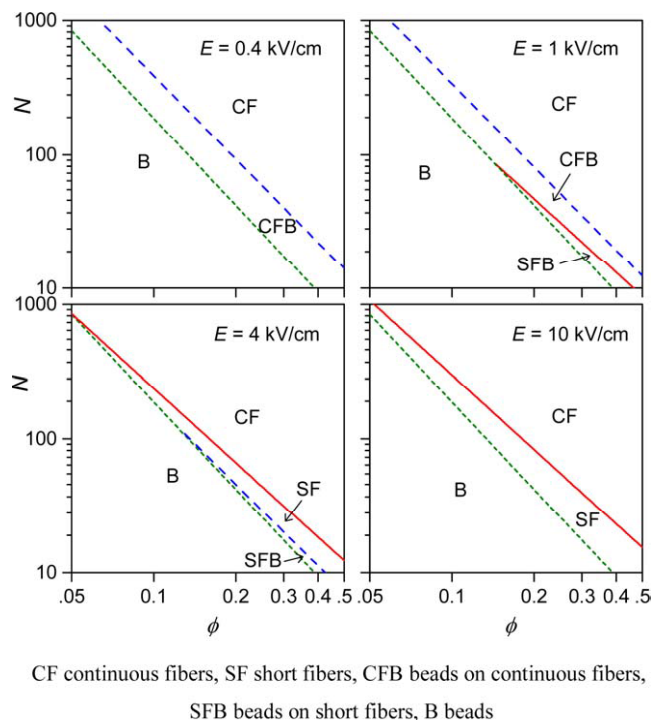 1000
E = 0.4 kV/cm
CF
N
100
B
CFB
10
E = 1 kV/cm
CF
CFB
B
SFB
10
1000
E = 4 kV/cm
N
CF
100
B
SF
SFB
10
.05 0.1 0.2 0.3 0.4 .5
ϕ
E = 10 kV/cm
CF
B
SF
.05 0.1 0.2 0.3 0.4 .5
ϕ
CF continuous fibers, SF short fibers, CFB beads on continuous fibers,
SFB beads on short fibers, B beads